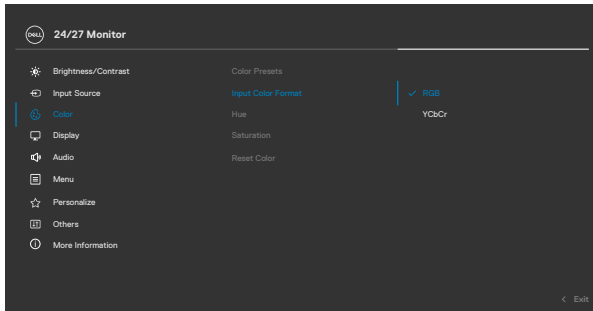 DELL 24/27 Monitor
Brightness/Contrast Color Presets
Input Source Input Color Format RGB
Color Hue YCbCr
Display Saturation
Audio Reset Color
Menu
Personalize
Others
More Information
< Exit